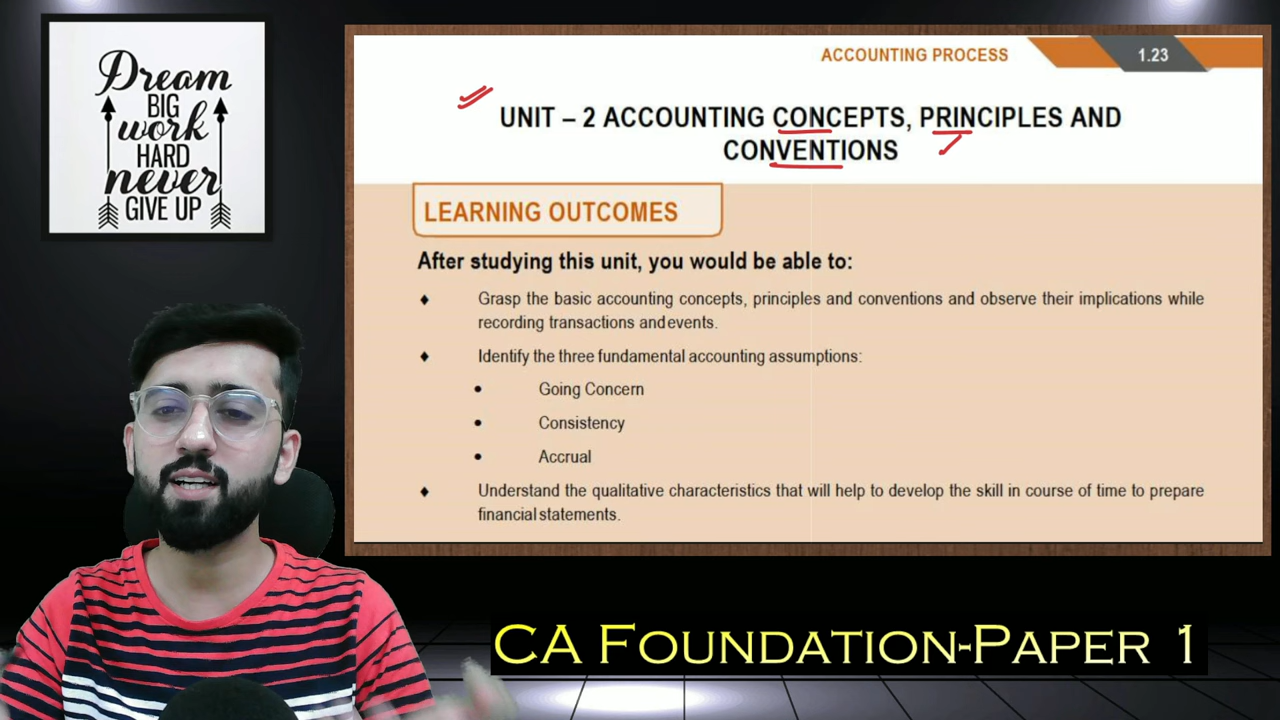 Dream
BIG
work
HARD
never
GIVE UP
ACCOUNTING PROCESS 1.23
UNIT – 2 ACCOUNTING CONCEPTS, PRINCIPLES AND
CONVENTIONS
LEARNING OUTCOMES
After studying this unit, you would be able to:
♦ Grasp the basic accounting concepts, principles and conventions and observe their implications while
recording transactions and events.
♦ Identify the three fundamental accounting assumptions:
• Going Concern
• Consistency
• Accrual
♦ Understand the qualitative characteristics that will help to develop the skill in course of time to prepare
financial statements.
CA FOUNDATION-PAPER 1